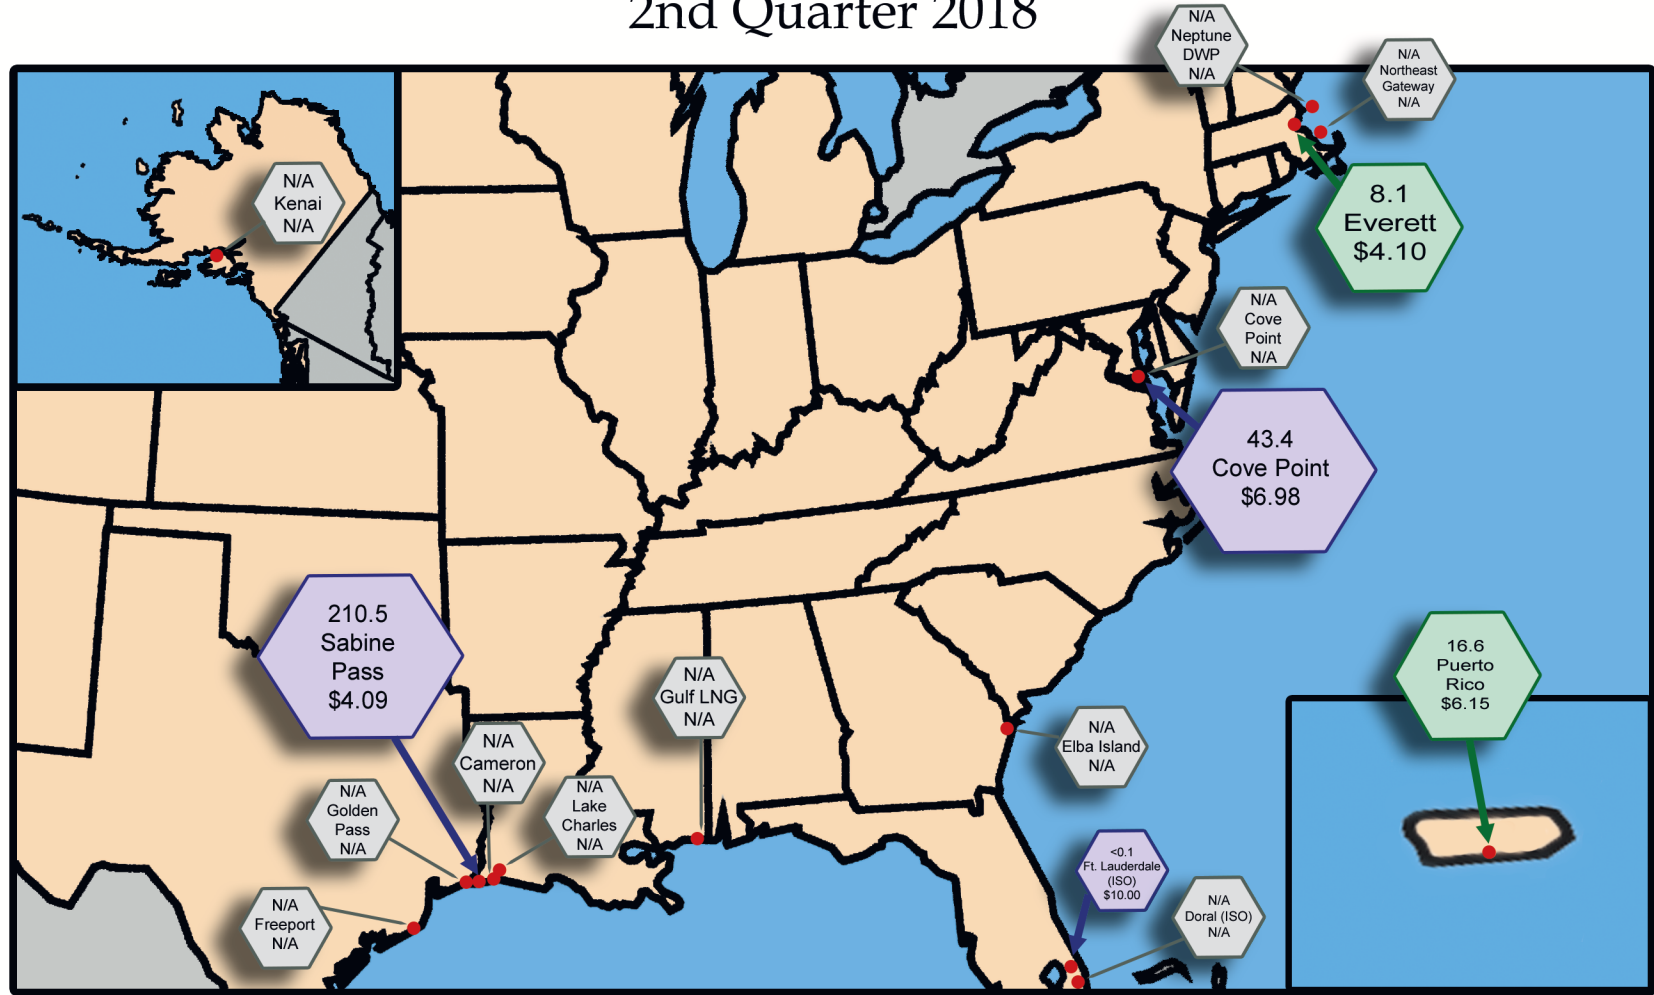 2nd Quarter 2018
N/A
Neptune
DWP
N/A
N/A
Northeast
Gateway
N/A
N/A
Kenai
N/A
8.1
Everett
$4.10
N/A
Cove
Point
N/A
43.4
Cove Point
$6.98
210.5
Sabine
Pass
$4.09
16.6
Puerto
Rico
$6.15
N/A
Gulf LNG
N/A
N/A
Elba Island
N/A
N/A
Cameron
N/A
N/A
Golden
Pass
N/A
N/A
Lake
Charles
N/A
<0.1
Ft. Lauderdale
(ISO)
$10.00
N/A
Doral (ISO)
N/A
N/A
Freeport
N/A